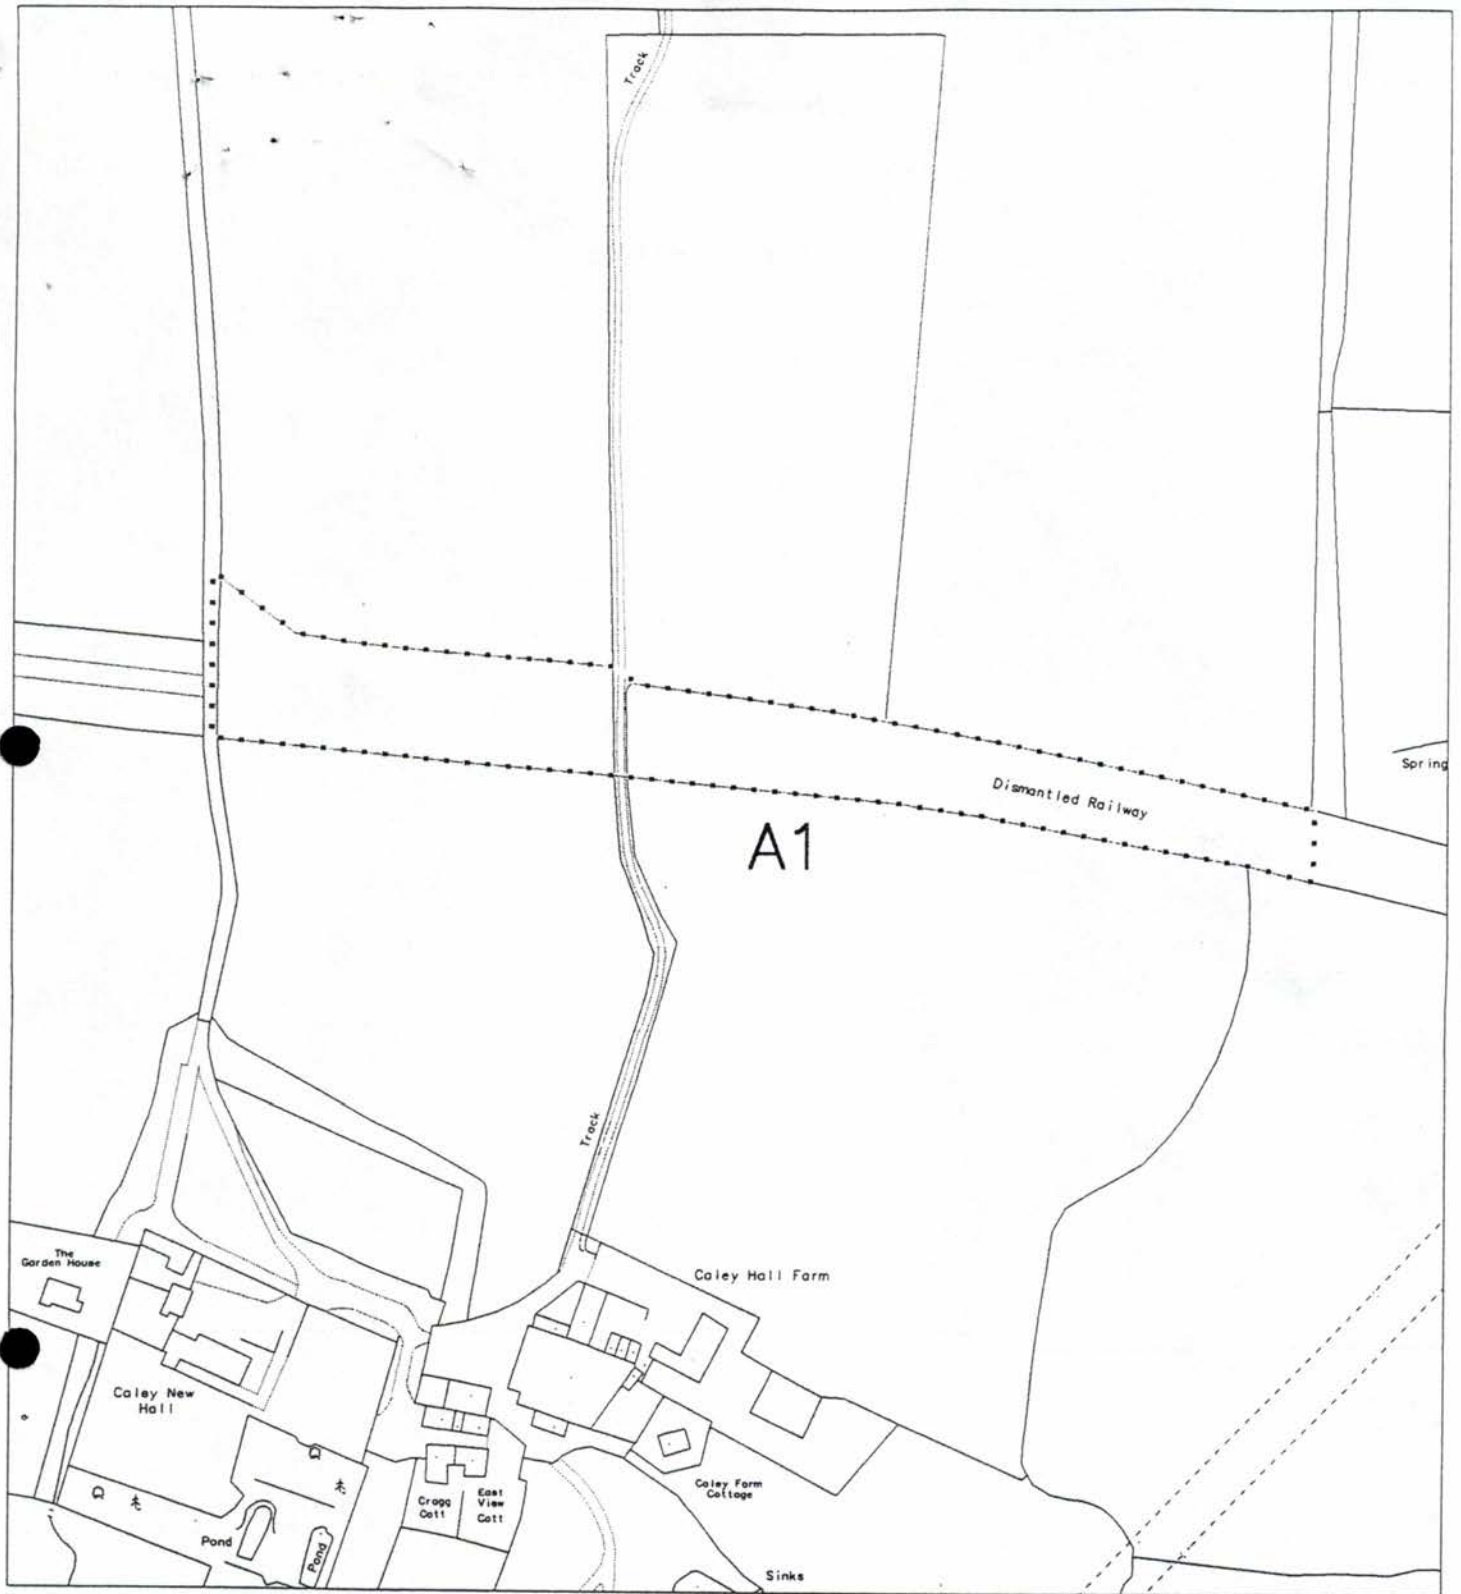 Track
Spring
Dismantled Railway
A1
Track
The
Garden House
Caley Hall Farm
Caley New
Hall
Caley Farm
Cottage
Cragg
Cott
East
View
Cott
Pond
Pond
Sinks